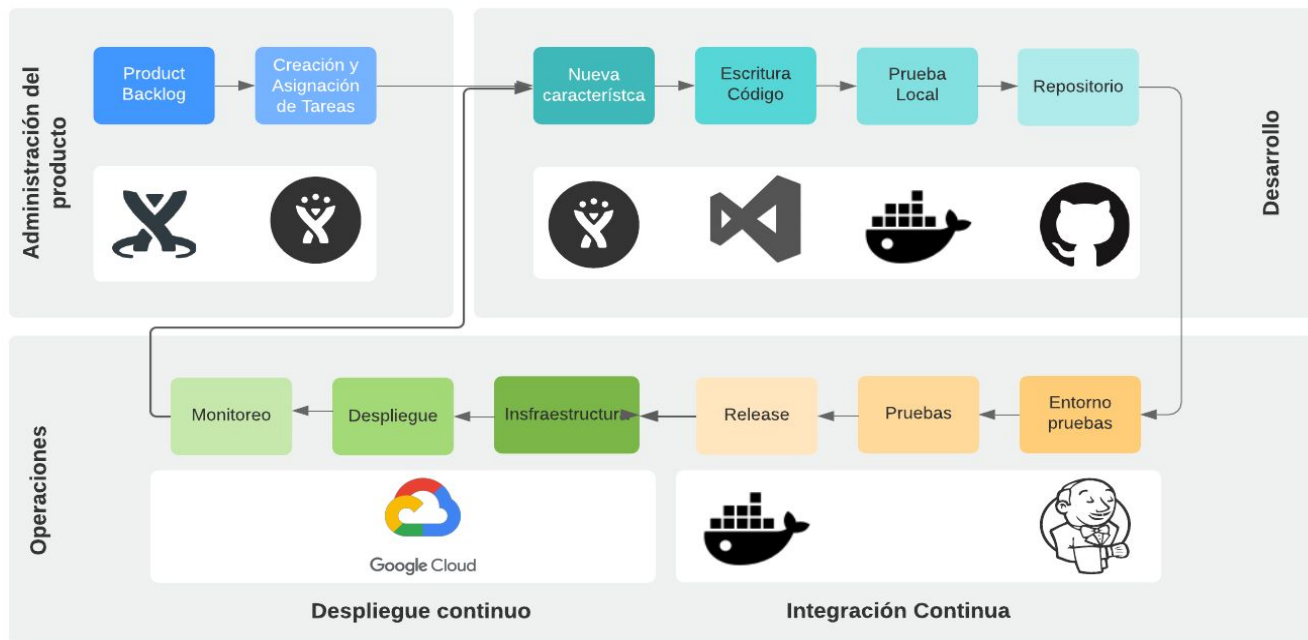 Administración del
producto
Product
Backlog
Creación y
Asignación
de Tareas
Nueva
característca
Escritura
Código
Prueba
Local
Repositorio
Desarrollo
Operaciones
Monitoreo
Despliegue
Insfraestructura
Release
Pruebas
Entorno
pruebas
Google Cloud
Despliegue continuo
Integración Continua